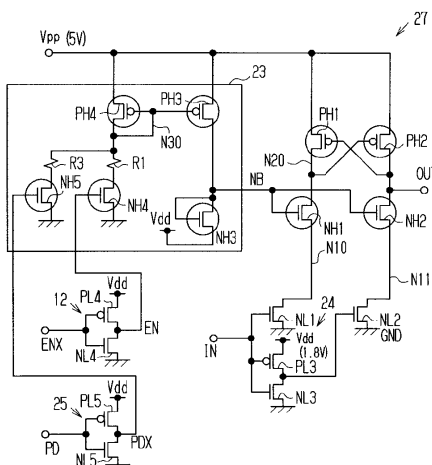 27
Vpp (5V)
23
PH4
PH3
PH1
PH2
N30
N20
R3
R1
OUT
NB
NH5
NH4
Vdd
NH3
NH1
NH2
N10
N11
Vdd
12
PL4
24
EN
NL1
NL2
GND
ENX
NL4
IN
Vdd
(1.8V)
PL3
Vdd
25
PL5
NL3
PDX
PD
NL5